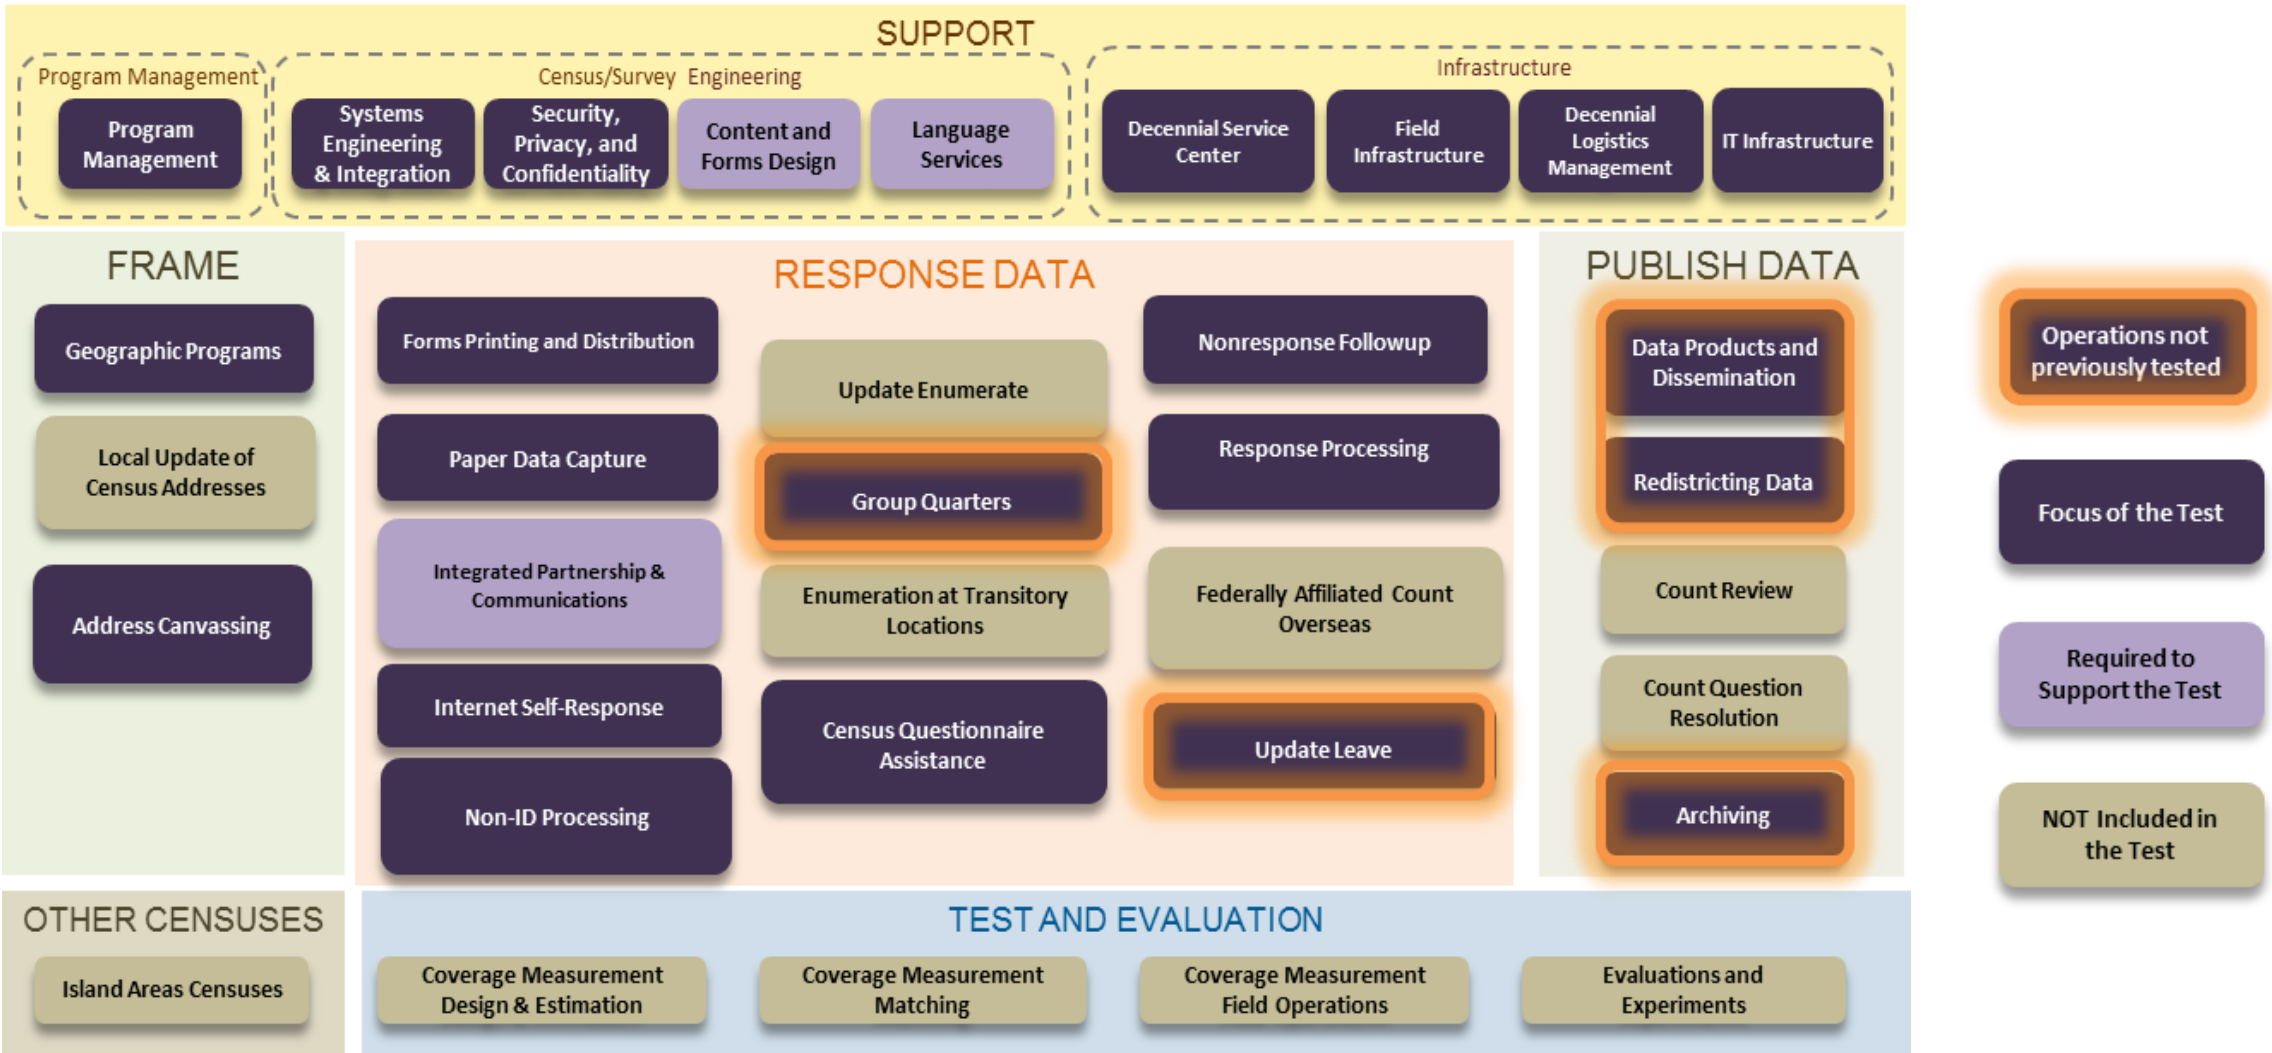 SUPPORT
Program Management
Census/Survey Engineering
Infrastructure
Program
Management
Systems
Engineering
& Integration
Security,
Privacy, and
Confidentiality
Content and
Forms Design
Language
Services
Decennial Service
Center
Field
Infrastructure
Decennial
Logistics
Management
IT Infrastructure
FRAME
Geographic Programs
Local Update of
Census Addresses
Address Canvassing
RESPONSE DATA
Forms Printing and Distribution
Paper Data Capture
Integrated Partnership &
Communications
Internet Self-Response
Non-ID Processing
Update Enumerate
Group Quarters
Enumeration at Transitory
Locations
Census Questionnaire
Assistance
Nonresponse Followup
Response Processing
Federally Affiliated Count
Overseas
Update Leave
PUBLISH DATA
Data Products and
Dissemination
Redistricting Data
Count Review
Count Question
Resolution
Archiving
Operations not
previously tested
Focus of the Test
Required to
Support the Test
NOT Included in
the Test
OTHER CENSUSES
Island Areas Censuses
TEST AND EVALUATION
Coverage Measurement
Design & Estimation
Coverage Measurement
Matching
Coverage Measurement
Field Operations
Evaluations and
Experiments